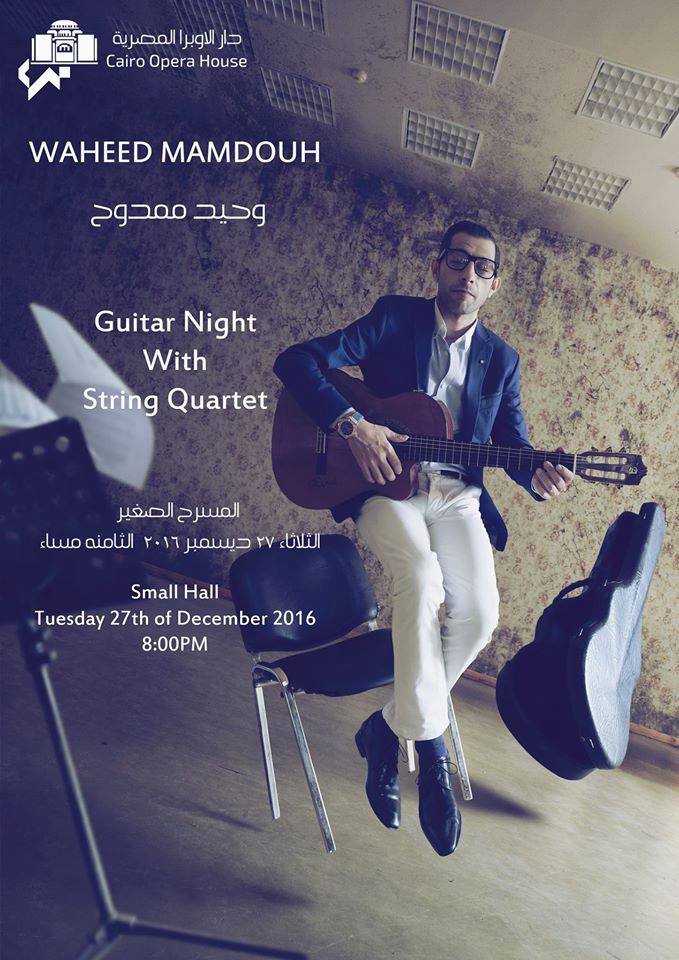 دار الاوبرا المصرية
Cairo Opera House
WAHEED MAMDOUH
وحيد ممدوح
Guitar Night
With
String Quartet
المسرح الصغير
الثلاثاء ٢٧ ديسمبر ٢٠١٦ الثامنه مساء
Small Hall
Tuesday 27th of December 2016
8:00PM